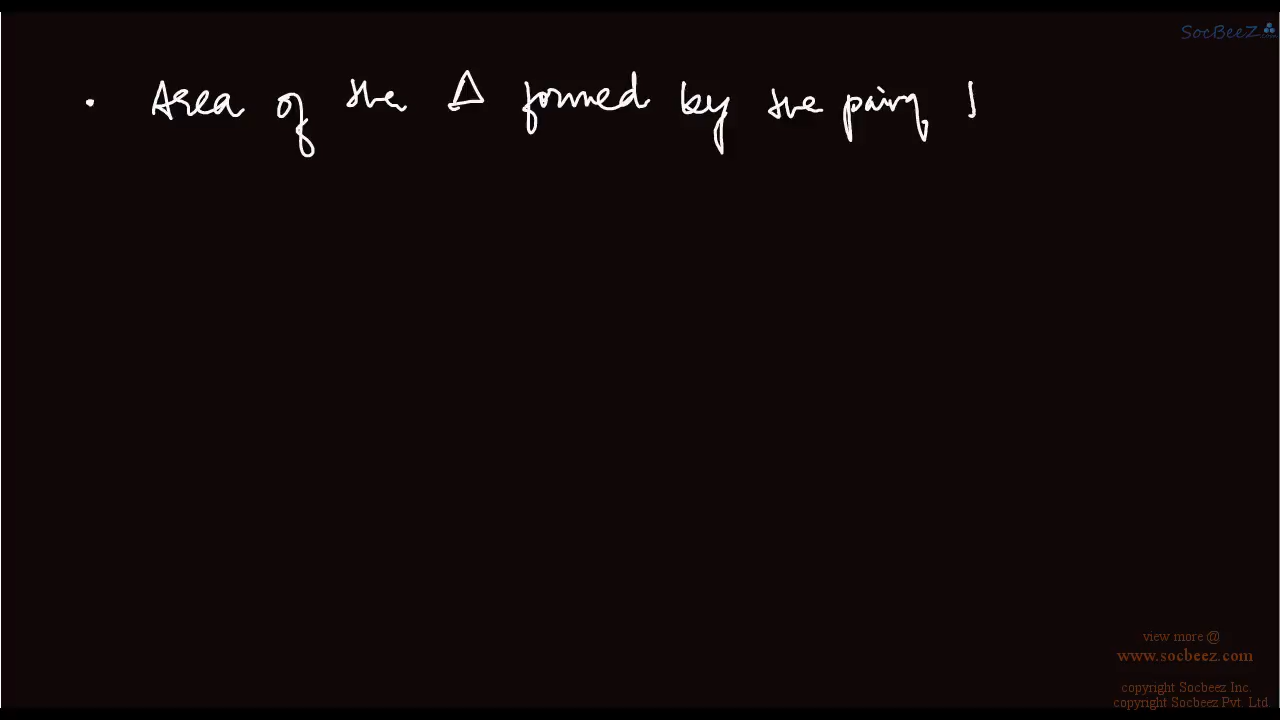 SocBeeZ
• Area of the Δ formed by the pair
view more @
www.socbeez.com
copyright Socbeez Inc.
copyright Socbeez Pvt. Ltd